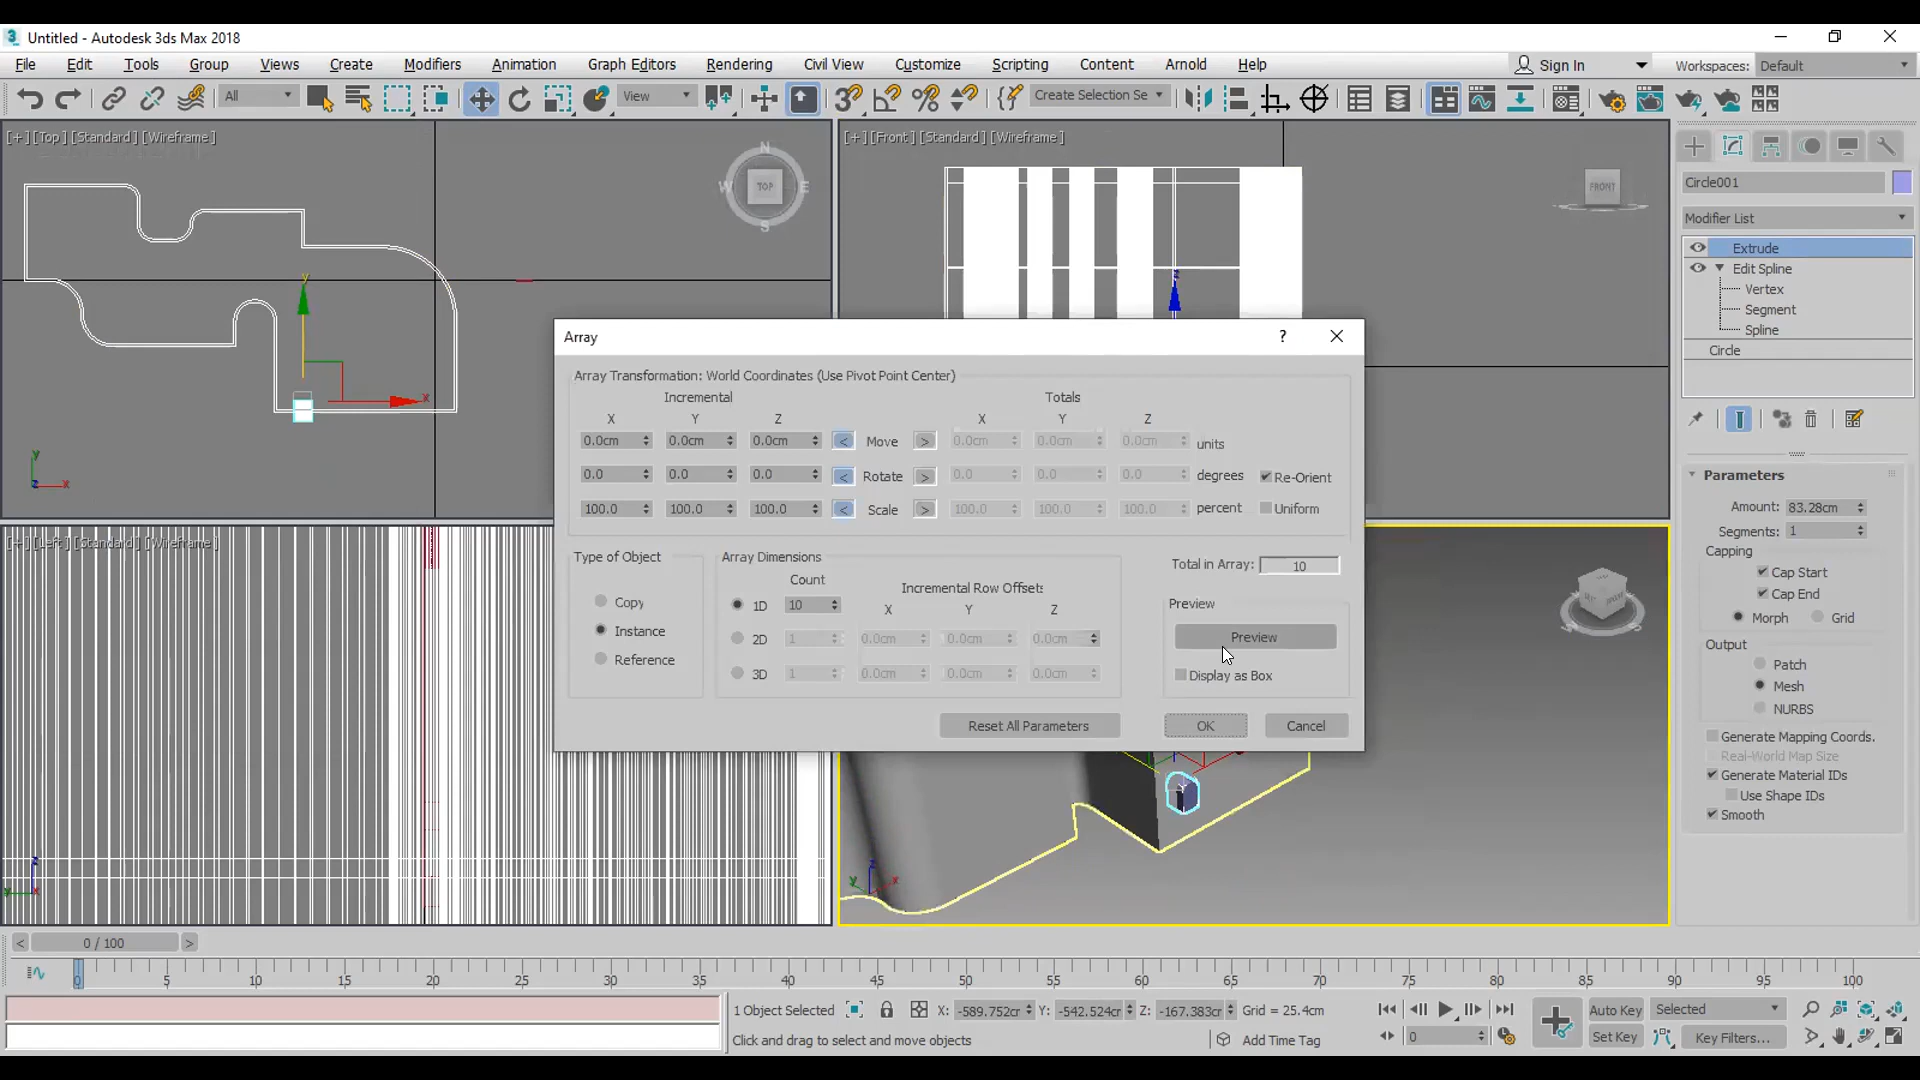 3 Untitled - Autodesk 3ds Max 2018
File Edit Tools Group Views Create Modifiers Animation Graph Editors Rendering Civil View Customize Scripting Content Arnold Help Sign In Workspaces: Default
All View Create Selection Se
[+][Top][Standard][Wireframe]
N W E S TOP
y x
y z x
[+][Front][Standard][Wireframe]
FRONT
z
[+][Left][Standard][Wireframe]
Circle001
Modifier List
Extrude
Edit Spline
Vertex
Segment
Spline
Circle
Array ?
Array Transformation: World Coordinates (Use Pivot Point Center)
Incremental Totals
X Y Z X Y Z
0.0cm 0.0cm 0.0cm < Move > 0.0cm 0.0cm 0.0cm units
0.0 0.0 0.0 < Rotate > 0.0 0.0 0.0 degrees Re-Orient
100.0 100.0 100.0 < Scale > 100.0 100.0 100.0 percent Uniform
Type of Object
Copy
Instance
Reference
Array Dimensions
Count
Incremental Row Offsets
X Y Z
1D 10
2D 1 0.0cm 0.0cm 0.0cm
3D 1 0.0cm 0.0cm 0.0cm
Total in Array: 10
Preview
Preview
Display as Box
Reset All Parameters OK Cancel
Parameters
Amount: 83.28cm
Segments: 1
Capping
Cap Start
Cap End
Morph Grid
Output
Patch
Mesh
NURBS
Generate Mapping Coords.
Real-World Map Size
Generate Material IDs
Use Shape IDs
Smooth
< 0 / 100 >
0 5 10 15 20 25 30 35 40 45 50 55 60 65 70 75 80 85 90 95 100
1 Object Selected X: -589.752cr Y: -542.524cr Z: -167.383cr Grid = 25.4cm Auto Key Selected
Click and drag to select and move objects Add Time Tag 0 Set Key Key Filters...